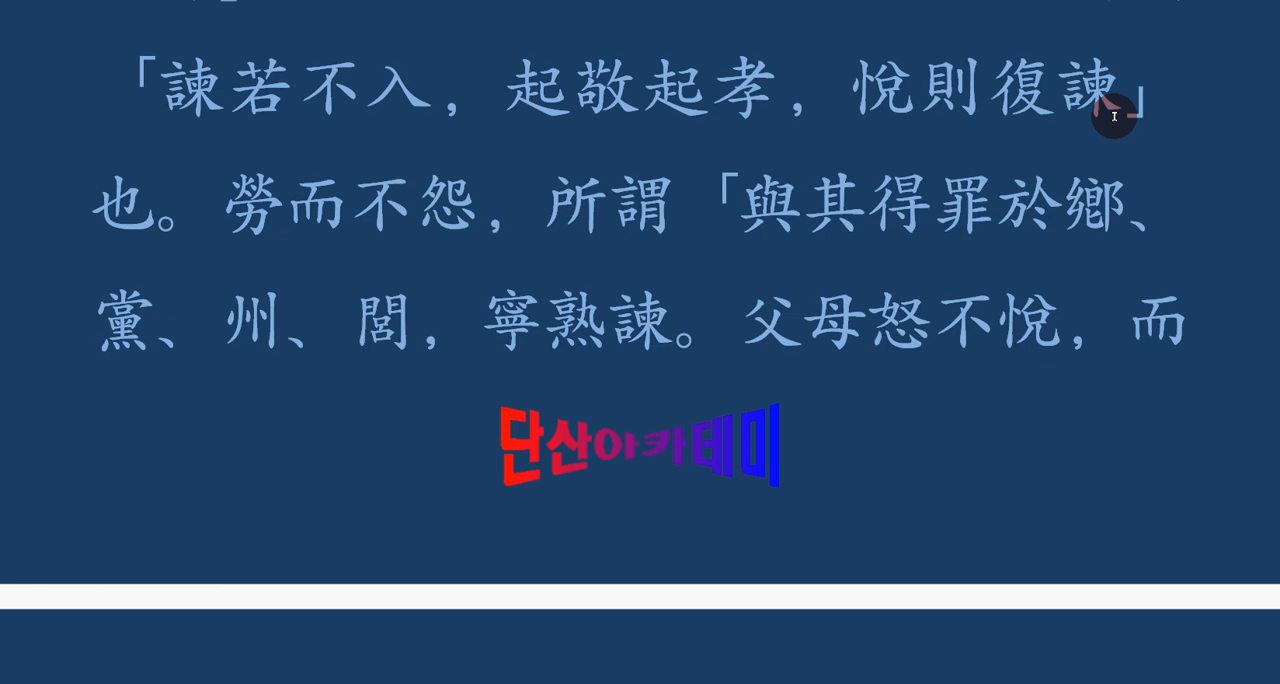 「諫若不入，起敬起孝，悅則復諫」
也。勞而不怨，所謂「與其得罪於鄉、
黨、州、閭，寧熟諫。父母怒不悅，而
단산아카데미